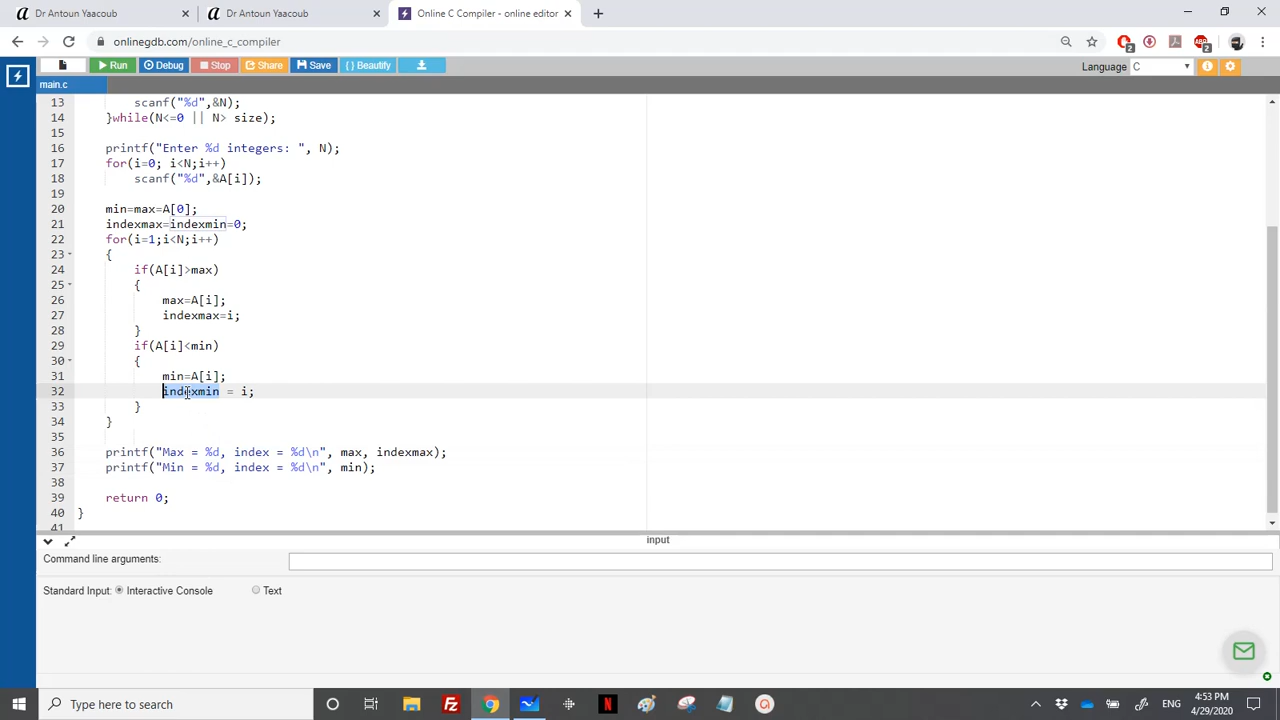 Dr Antoun Yaacoub
Dr Antoun Yaacoub
Online C Compiler - online editor
onlinegdb.com/online_c_compiler
Run Debug Stop Share Save { } Beautify
Language C
main.c
13 scanf("%d",&N);
14 }while(N<=0 || N> size);
15
16 printf("Enter %d integers: ", N);
17 for(i=0; i<N;i++)
18 scanf("%d",&A[i]);
19
20 min=max=A[0];
21 indexmax=indexmin=0;
22 for(i=1;i<N;i++)
23 {
24 if(A[i]>max)
25 {
26 max=A[i];
27 indexmax=i;
28 }
29 if(A[i]<min)
30 {
31 min=A[i];
32 indexmin = i;
33 }
34 }
35
36 printf("Max = %d, index = %d\n", max, indexmax);
37 printf("Min = %d, index = %d\n", min);
38
39 return 0;
40 }
41
input
Command line arguments:
Standard Input: Interactive Console Text
Type here to search
ENG
4:53 PM
4/29/2020